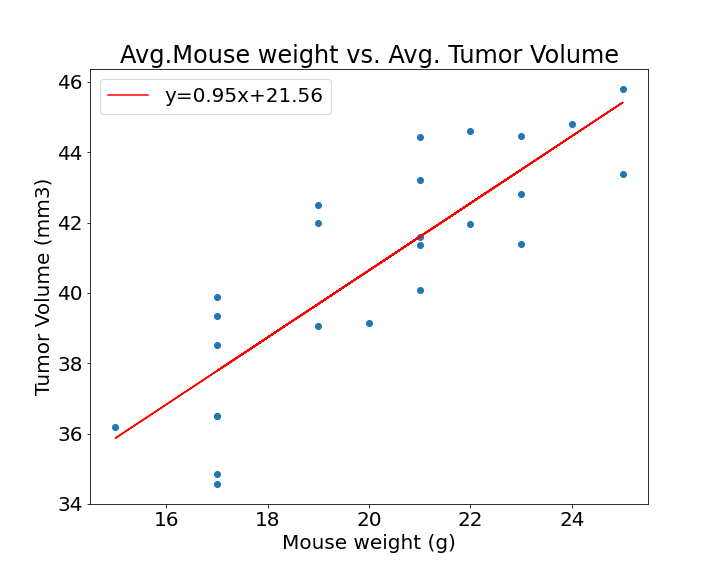 Avg.Mouse weight vs. Avg. Tumor Volume
y=0.95x+21.56
Tumor Volume (mm3)
46
44
42
40
38
36
34
16 18 20 22 24
Mouse weight (g)